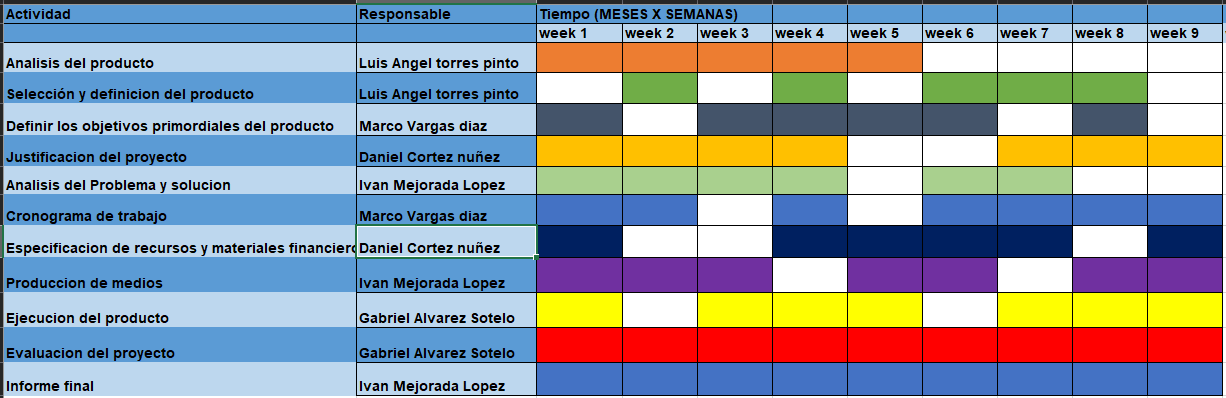 Actividad Responsable Tiempo (MESES X SEMANAS)
week 1 week 2 week 3 week 4 week 5 week 6 week 7 week 8 week 9
Analisis del producto Luis Angel torres pinto
Selección y definicion del producto Luis Angel torres pinto
Definir los objetivos primordiales del producto Marco Vargas diaz
Justificacion del proyecto Daniel Cortez nuñez
Analisis del Problema y solucion Ivan Mejorada Lopez
Cronograma de trabajo Marco Vargas diaz
Especificacion de recursos y materiales financiero Daniel Cortez nuñez
Produccion de medios Ivan Mejorada Lopez
Ejecucion del producto Gabriel Alvarez Sotelo
Evaluacion del proyecto Gabriel Alvarez Sotelo
Informe final Ivan Mejorada Lopez